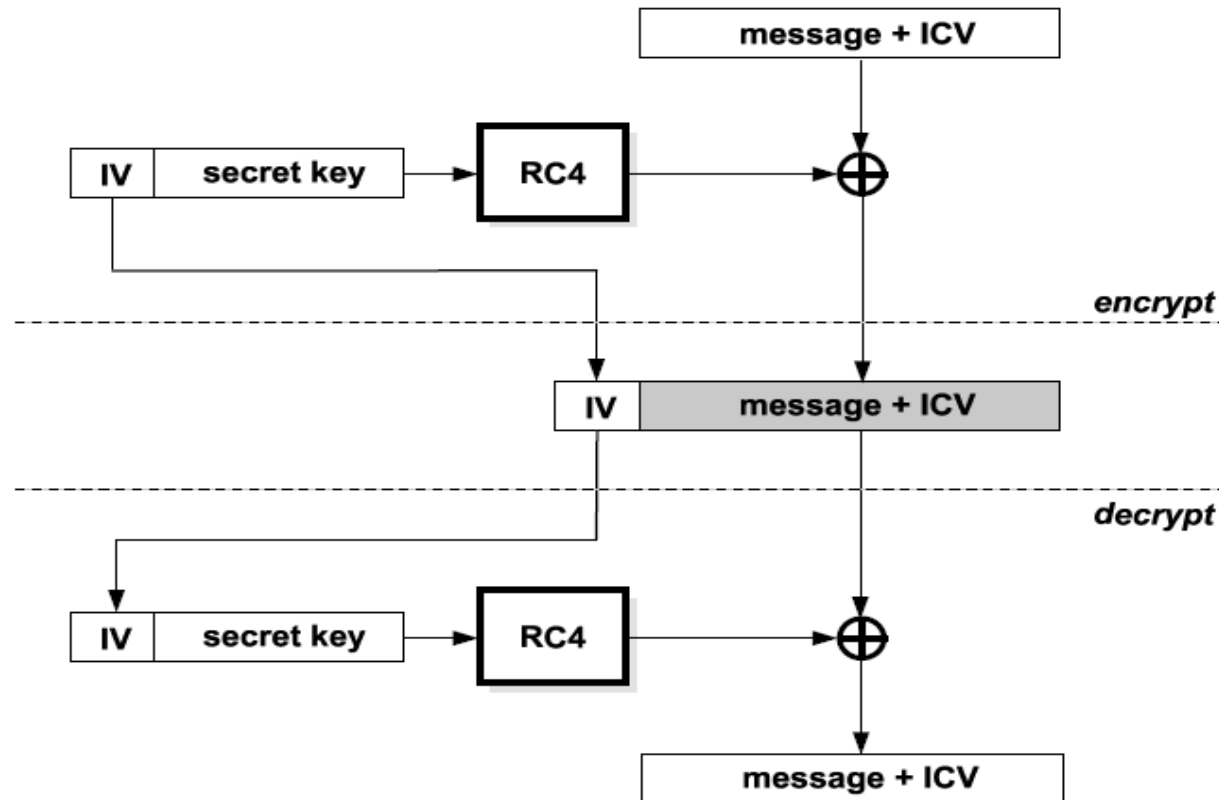 message + ICV
IV secret key RC4
encrypt
IV message + ICV
decrypt
IV secret key RC4
message + ICV